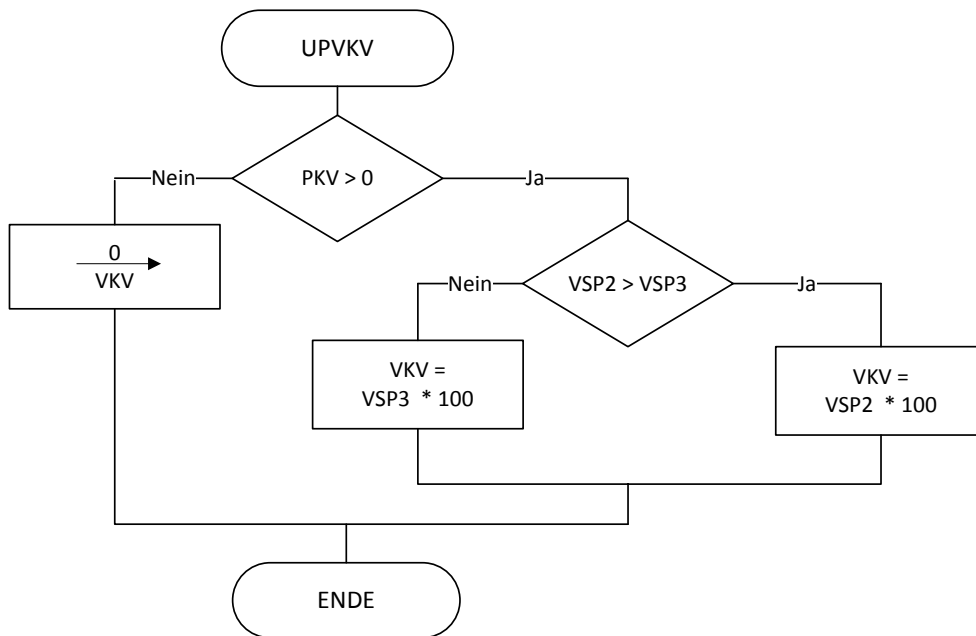 UPVKV
Nein
PKV > 0
Ja
0
VKV
Nein
VSP2 > VSP3
Ja
VKV =
VSP3 * 100
VKV =
VSP2 * 100
ENDE